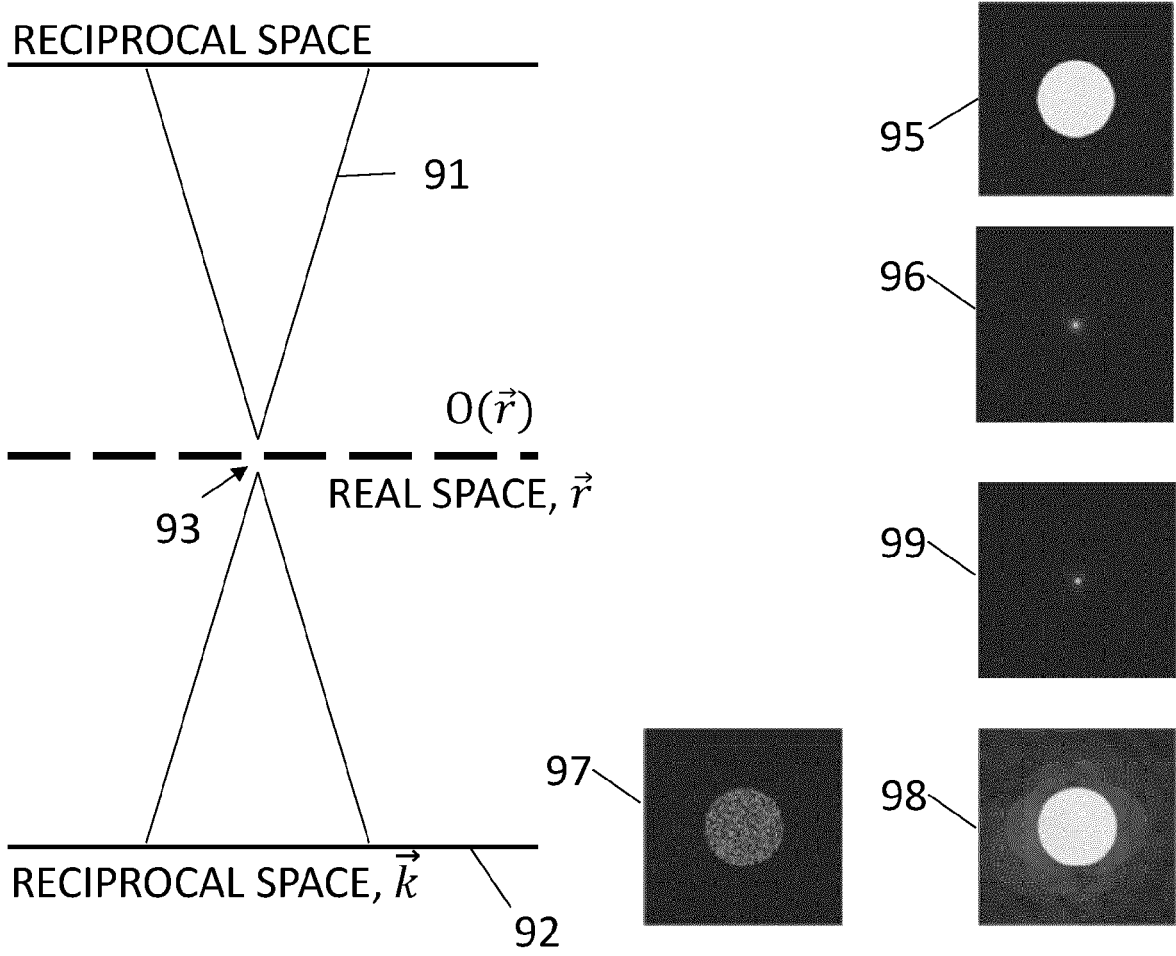 RECIPROCAL SPACE
91
95
96
O(r⃗)
REAL SPACE, r⃗
93
99
97
98
RECIPROCAL SPACE, k⃗
92